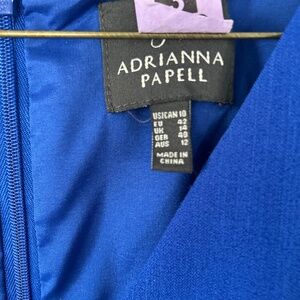 ADRIANNA
PAPELL
US|CAN 10
EU 42
UK 14
GER 40
AUS 12
MADE IN
CHINA